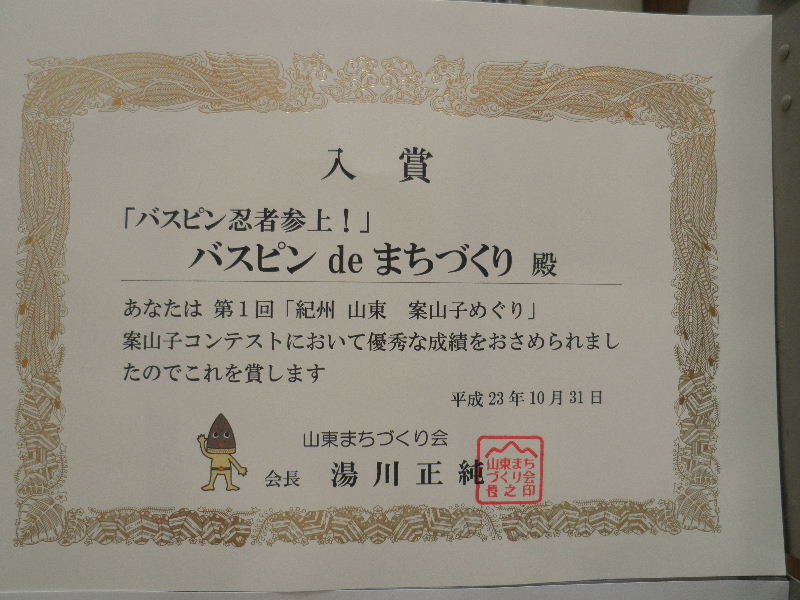 入賞
「バスピン忍者参上！」
バスピン de まちづくり 殿
あなたは 第1回「紀州 山東 案山子めぐり」
案山子コンテストにおいて優秀な成績をおさめられまし
たのでこれを賞します
平成23年10月31日
山東まちづくり会
会長 湯川正純
山東まち
づくり会
長之印